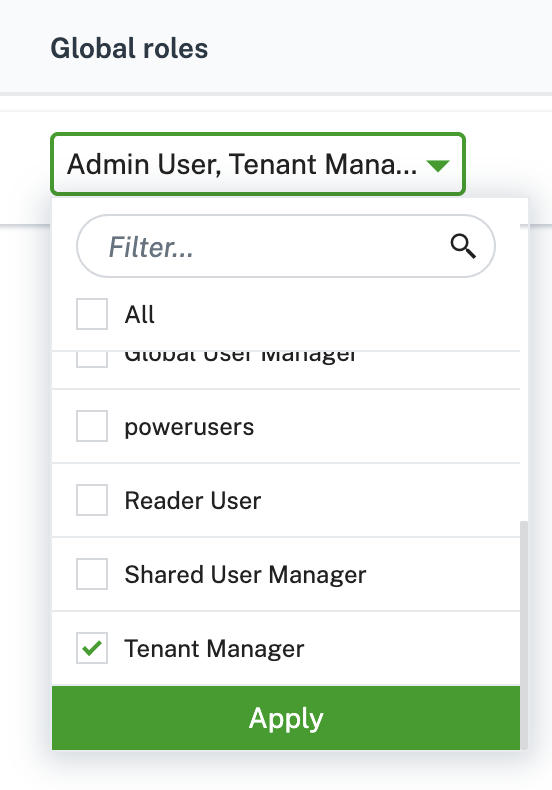 Global roles
Admin User, Tenant Mana...
Filter...
All
Global User Manager
powerusers
Reader User
Shared User Manager
Tenant Manager
Apply